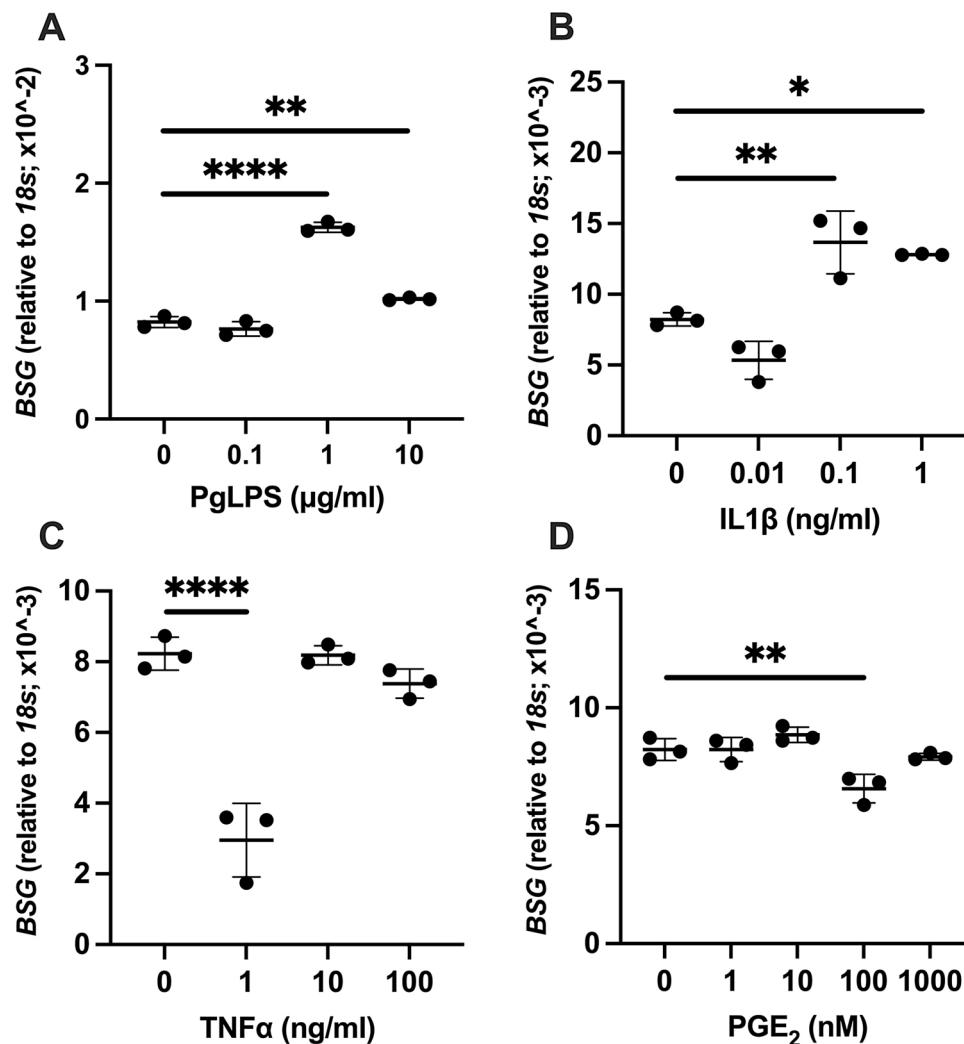 A
BSG (relative to 18s; x10^-2)
3
2
1
0
**
****
0 0.1 1 10
PgLPS (µg/ml)
B
BSG (relative to 18s; x10^-3)
25
20
15
10
5
0
*
**
0 0.01 0.1 1
IL1β (ng/ml)
C
BSG (relative to 18s; x10^-3)
10
8
6
4
2
0
****
0 1 10 100
TNFα (ng/ml)
D
BSG (relative to 18s; x10^-3)
15
10
5
0
**
0 1 10 100 1000
PGE₂ (nM)